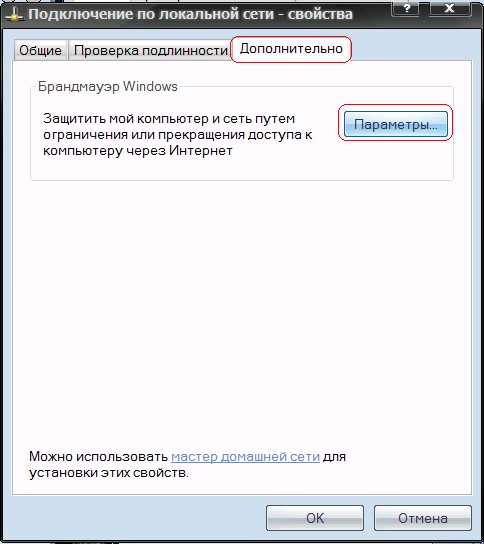 Подключение по локальной сети - свойства
? X
Общие Проверка подлинности Дополнительно
Брандмауэр Windows
Защитить мой компьютер и сеть путем
ограничения или прекращения доступа к
компьютеру через Интернет
Параметры...
Можно использовать мастер домашней сети для
установки этих свойств.
OK Отмена